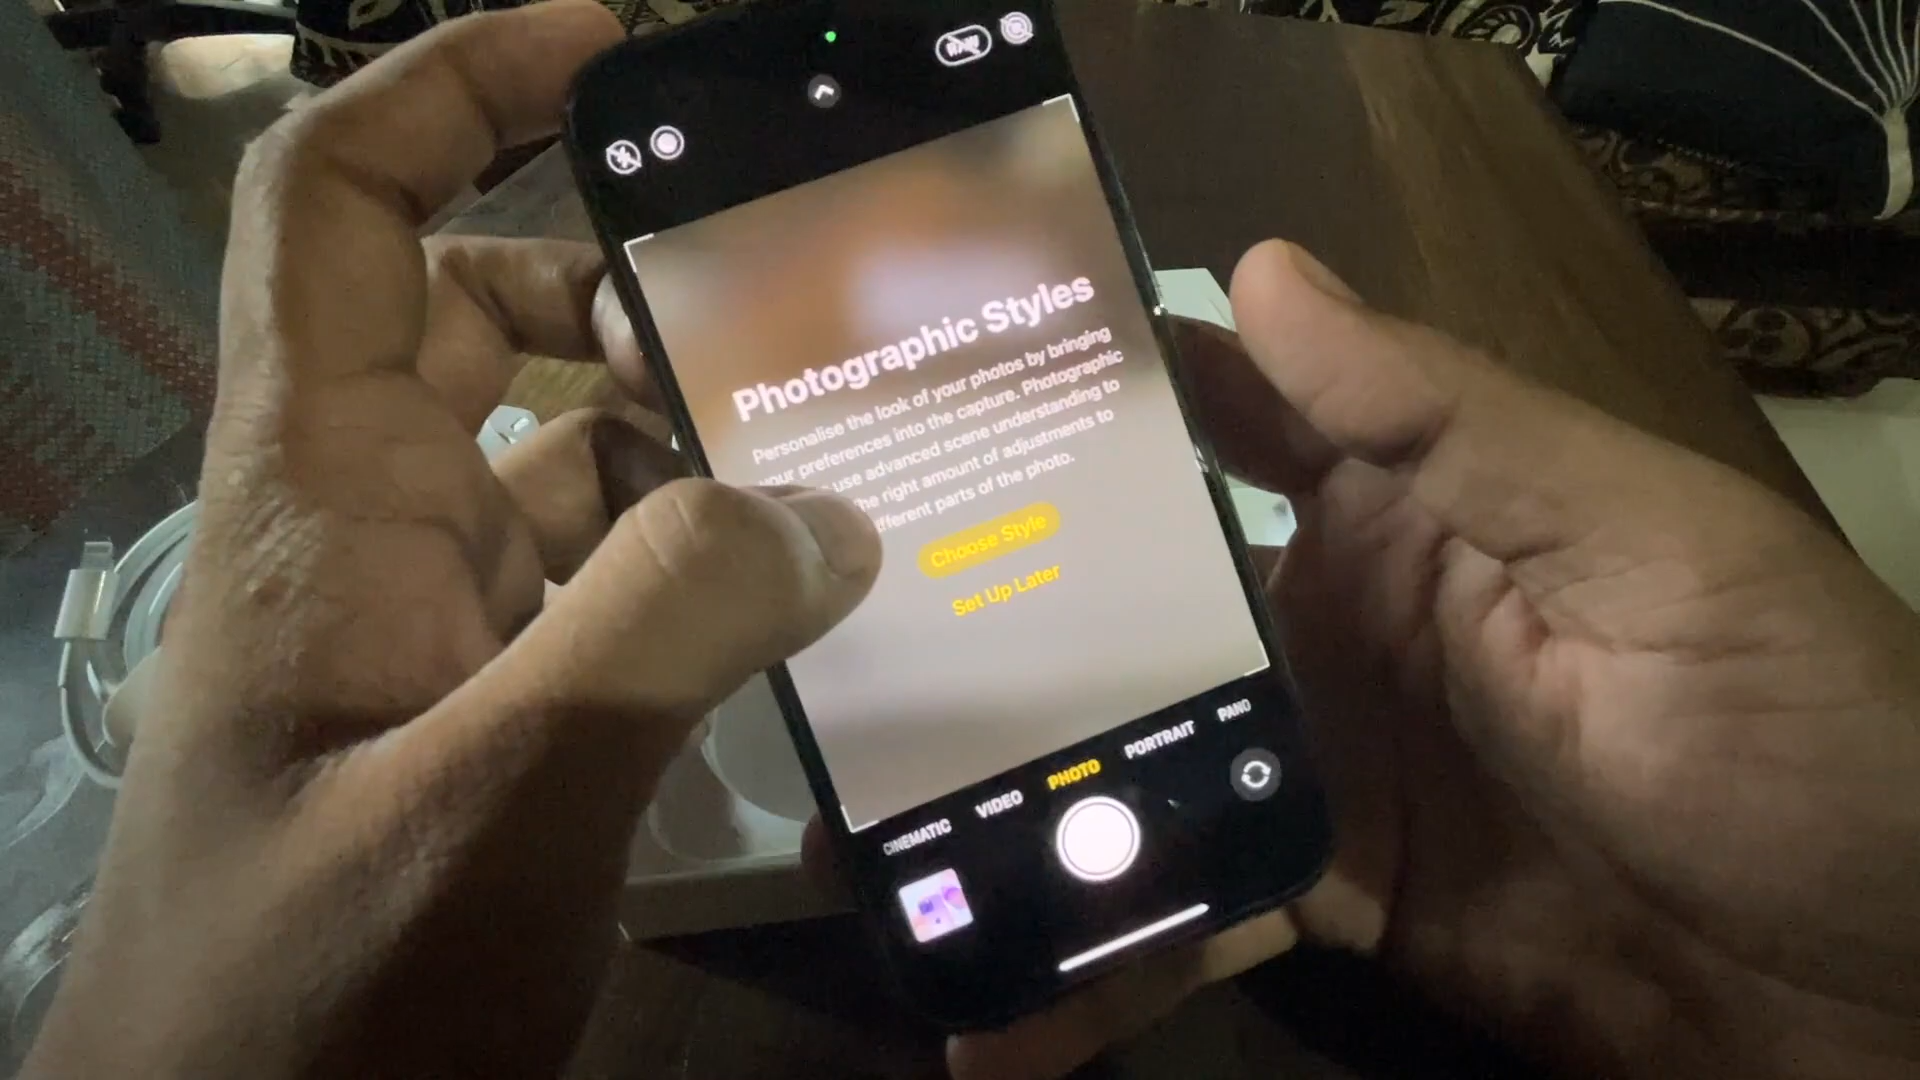 RAW
Photographic Styles
Personalise the look of your photos by bringing
your preferences into the capture. Photographic
use advanced scene understanding to
the right amount of adjustments to
different parts of the photo.
Choose Style
Set Up Later
CINEMATIC VIDEO PHOTO PORTRAIT PANO